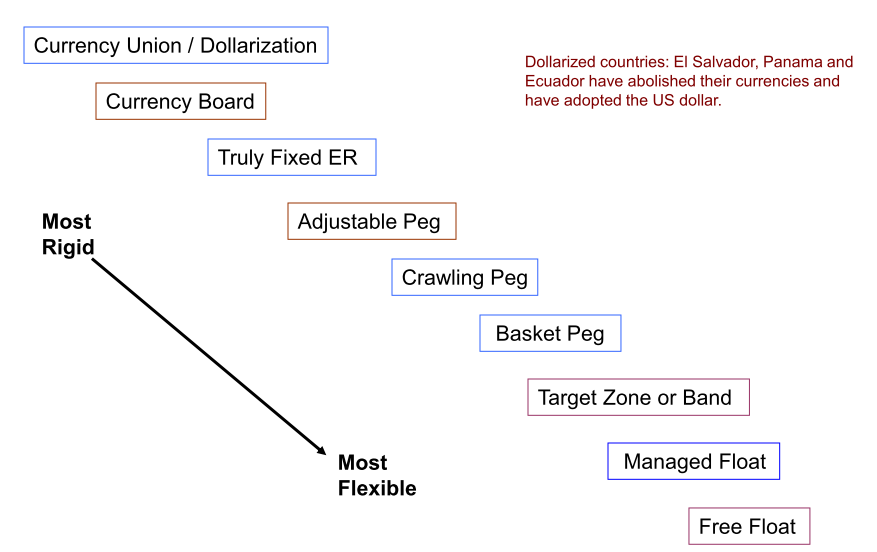 Currency Union / Dollarization
Dollarized countries: El Salvador, Panama and
Ecuador have abolished their currencies and
have adopted the US dollar.
Currency Board
Truly Fixed ER
Most
Rigid
Adjustable Peg
Crawling Peg
Basket Peg
Target Zone or Band
Most
Flexible
Managed Float
Free Float